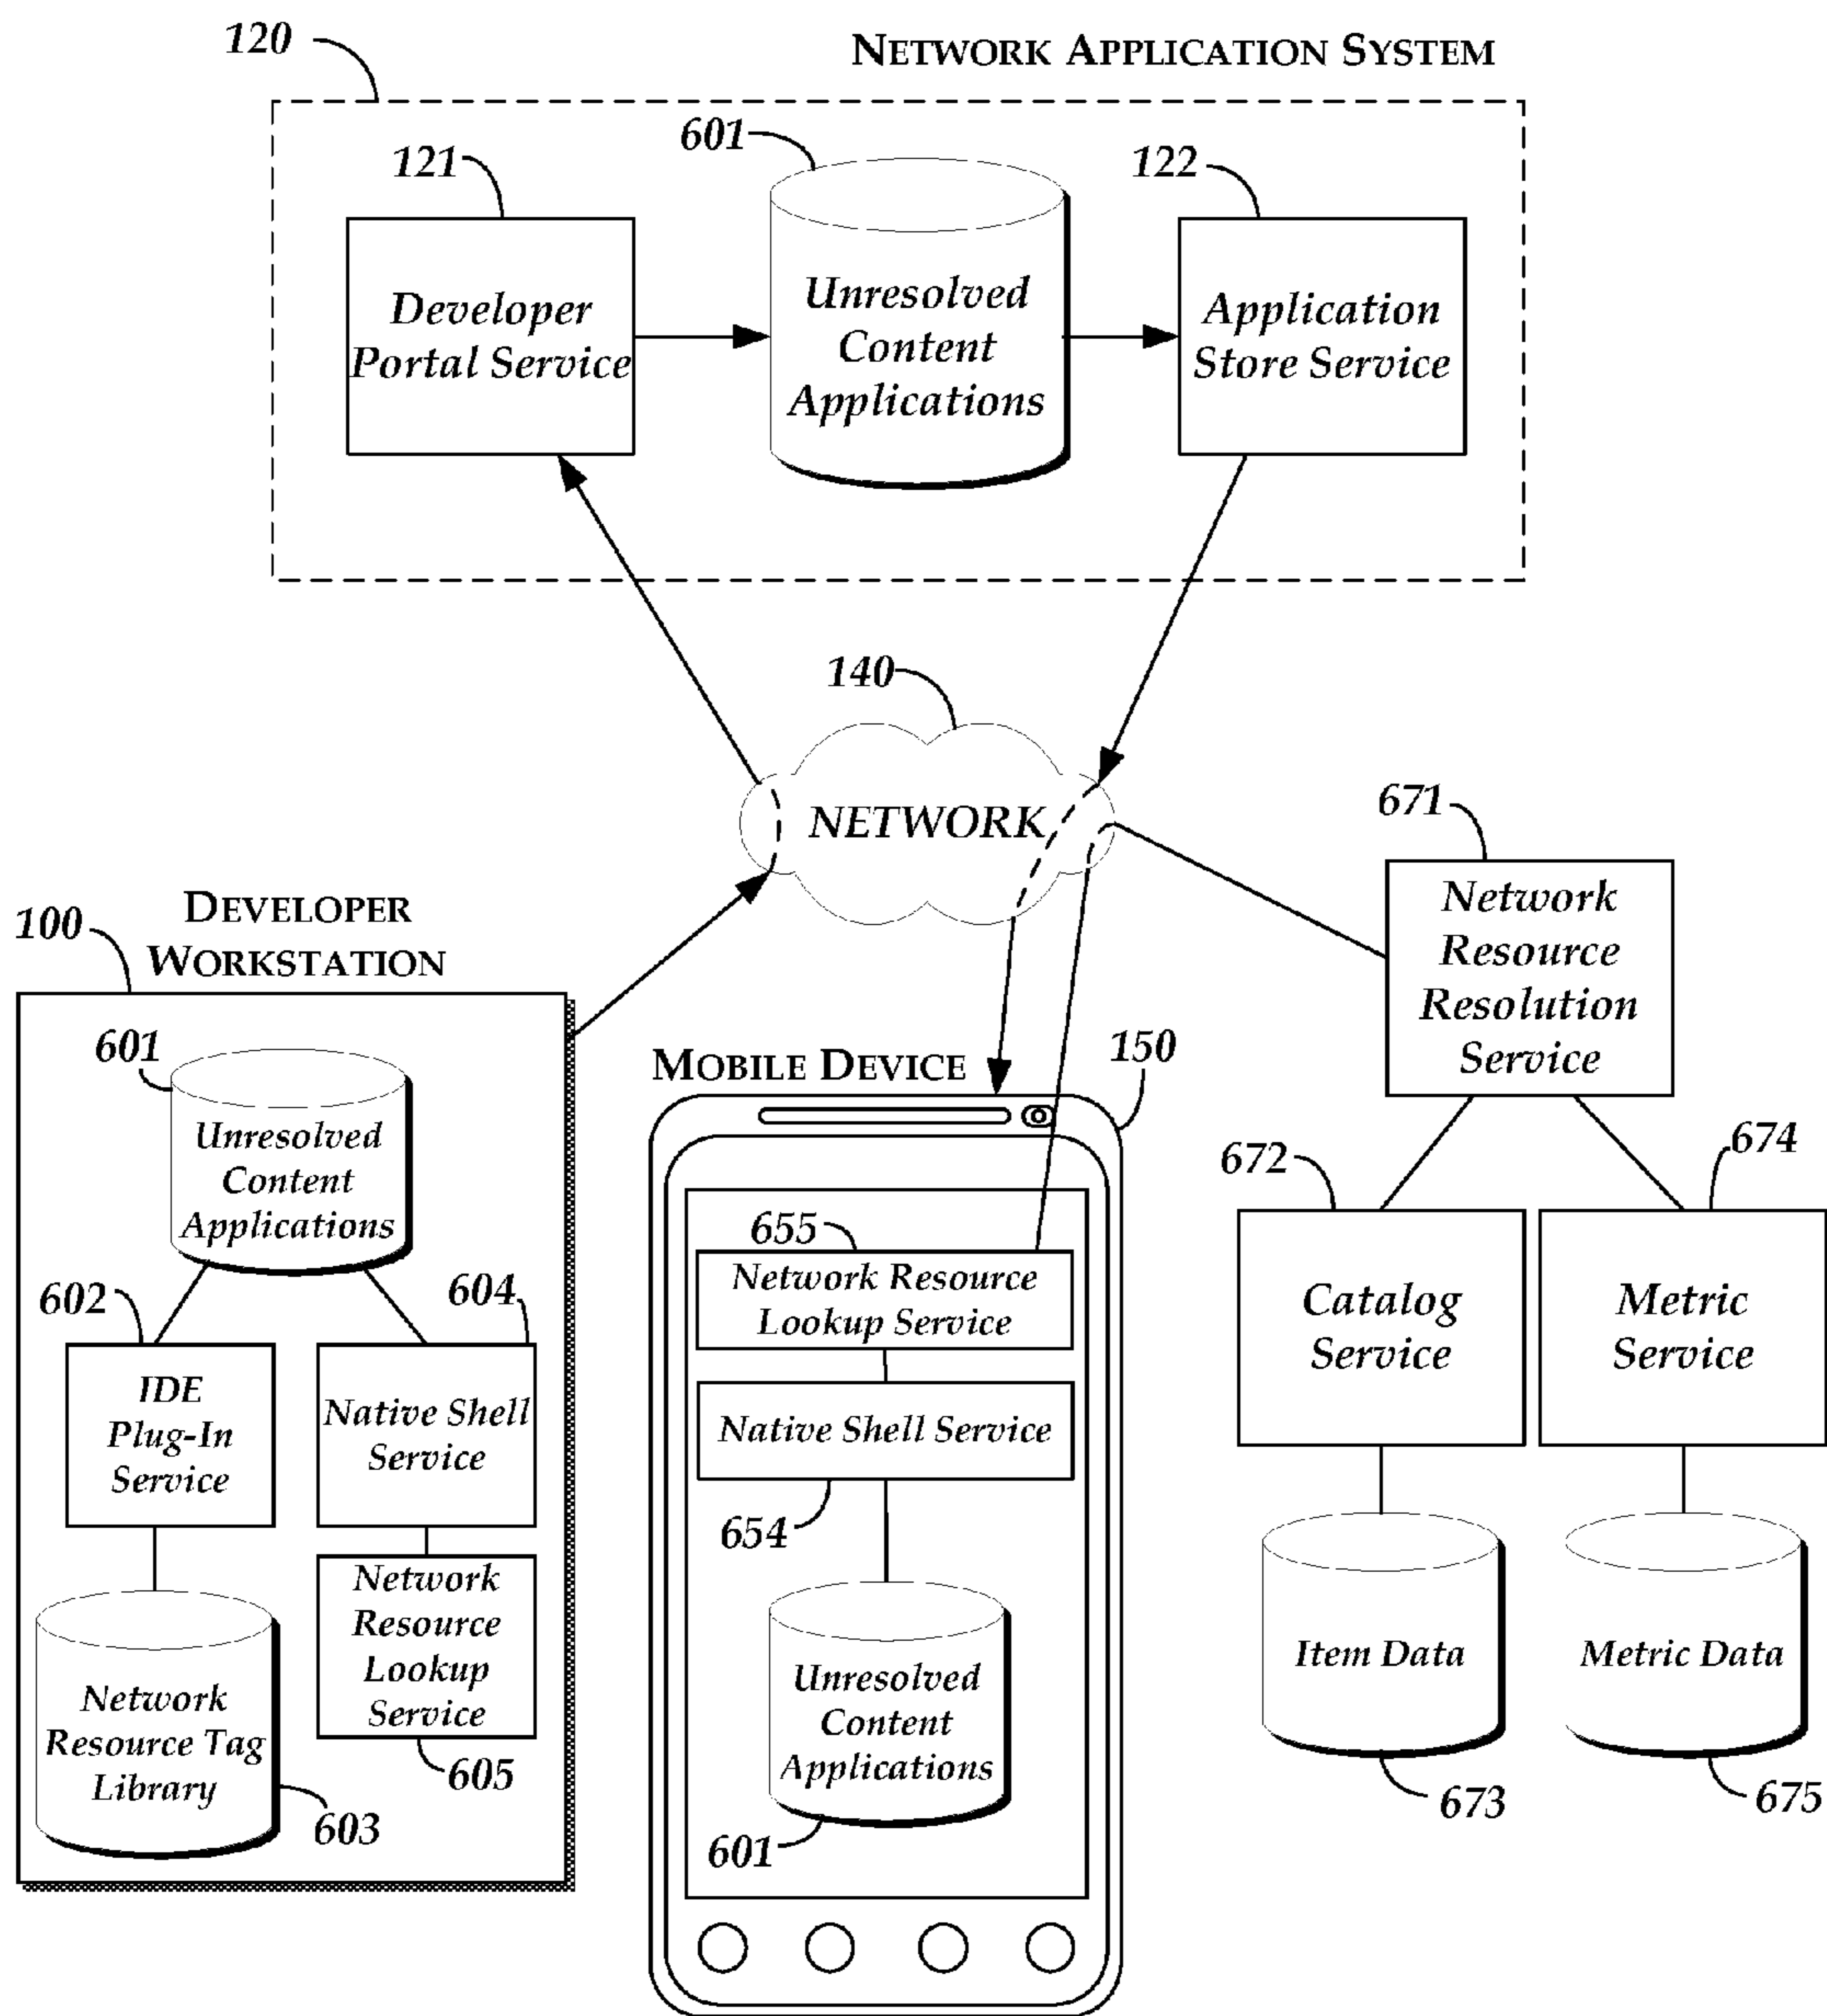 120
NETWORK APPLICATION SYSTEM
121
601
122
Developer
Portal Service
Unresolved
Content
Applications
Application
Store Service
140
NETWORK
671
Network
Resource
Resolution
Service
DEVELOPER
WORKSTATION
100
601
Unresolved
Content
Applications
602
604
IDE
Plug-In
Service
Native Shell
Service
Network
Resource Tag
Library
603
Network
Resource
Lookup
Service
605
MOBILE DEVICE
150
655
Network Resource
Lookup Service
Native Shell Service
654
Unresolved
Content
Applications
601
672
674
Catalog
Service
Metric
Service
Item Data
Metric Data
673
675